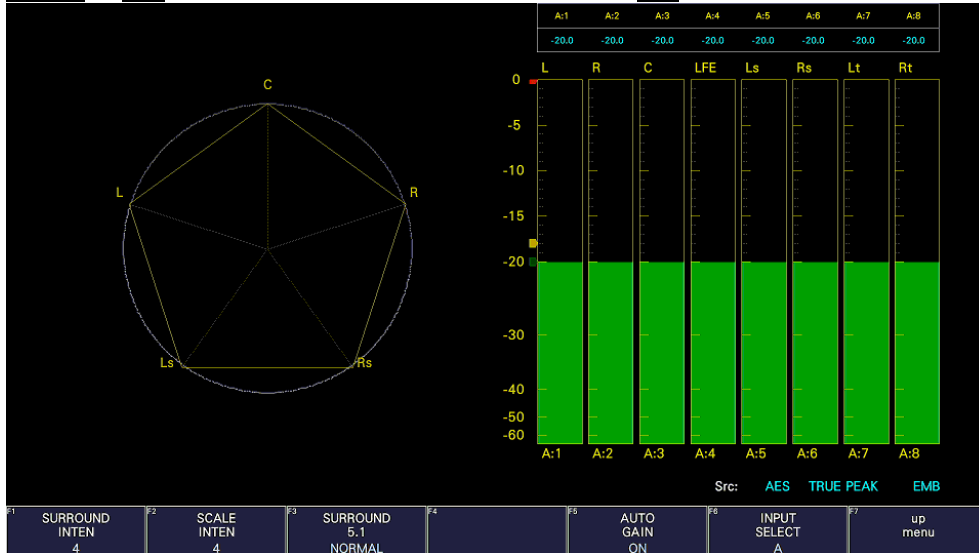 A:1 A:2 A:3 A:4 A:5 A:6 A:7 A:8
-20.0 -20.0 -20.0 -20.0 -20.0 -20.0 -20.0 -20.0
L R C LFE Ls Rs Lt Rt
0
-5
-10
-15
-20
-30
-40
-50
-60
A:1 A:2 A:3 A:4 A:5 A:6 A:7 A:8
C
L
R
Ls
Rs
Src: AES TRUE PEAK EMB
F1 SURROUND INTEN 4
F2 SCALE INTEN 4
F3 SURROUND 5.1 NORMAL
F4
F5 AUTO GAIN ON
F6 INPUT SELECT A
F7 up menu